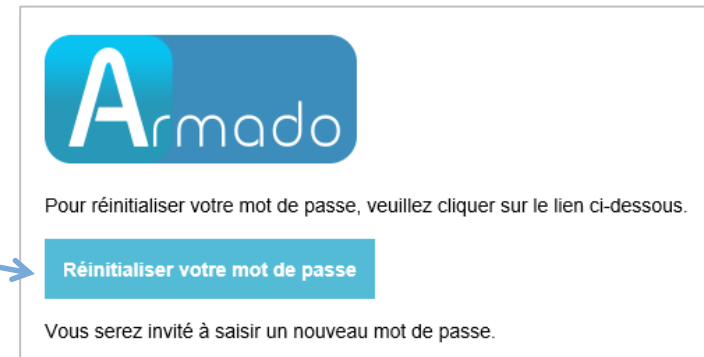 Armado
Pour réinitialiser votre mot de passe, veuillez cliquer sur le lien ci-dessous.
Réinitialiser votre mot de passe
Vous serez invité à saisir un nouveau mot de passe.